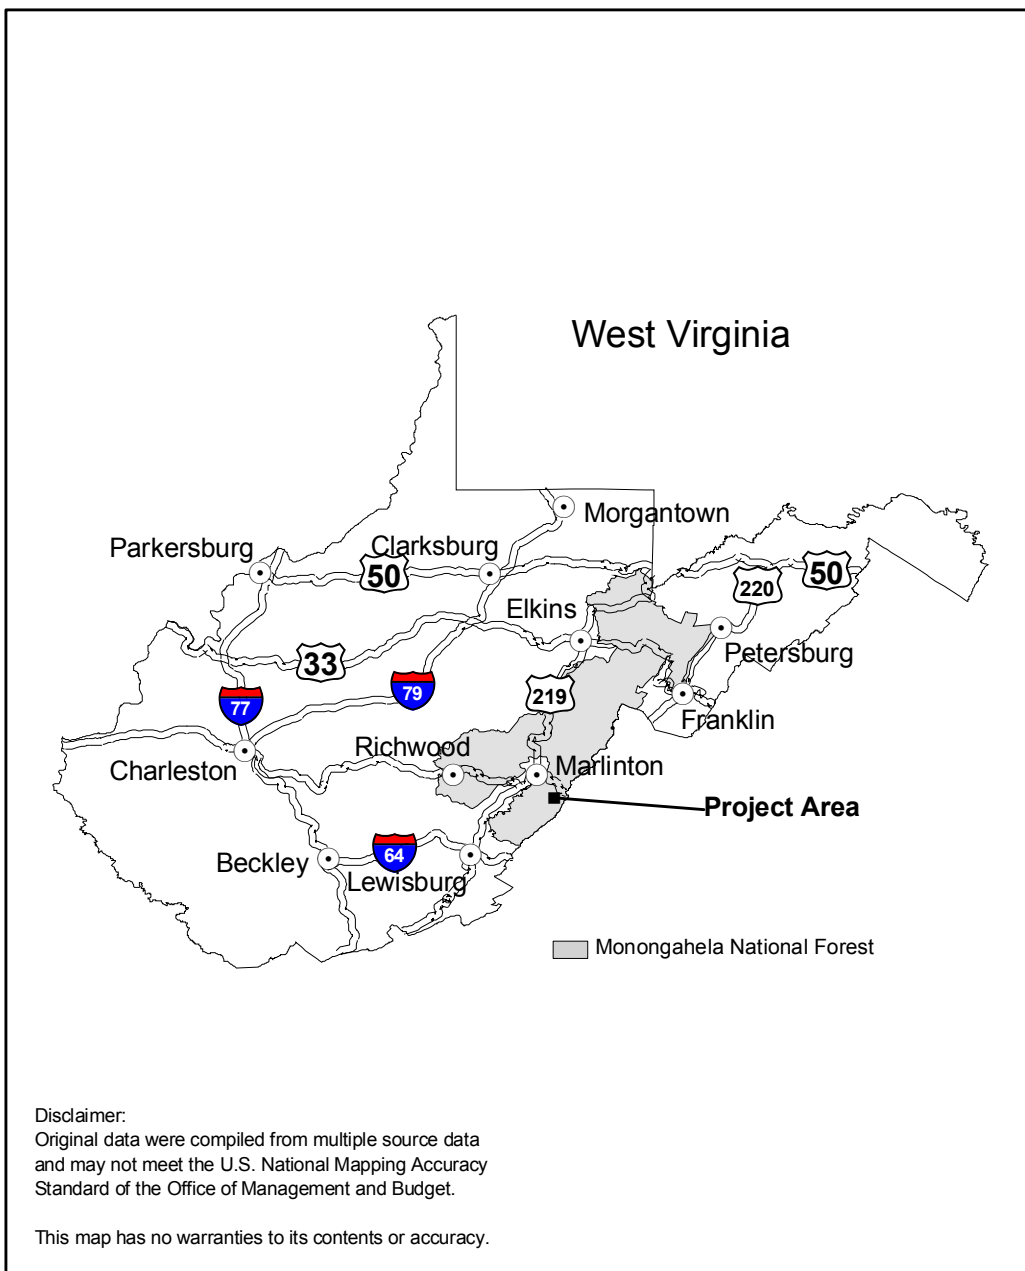 West Virginia
Morgantown
Parkersburg
Clarksburg
50
50
220
Elkins
Petersburg
33
79
219
77
Franklin
Richwood
Marlinton
Charleston
Project Area
Beckley
64
Lewisburg
Monongahela National Forest
Disclaimer:
Original data were compiled from multiple source data
and may not meet the U.S. National Mapping Accuracy
Standard of the Office of Management and Budget.
This map has no warranties to its contents or accuracy.